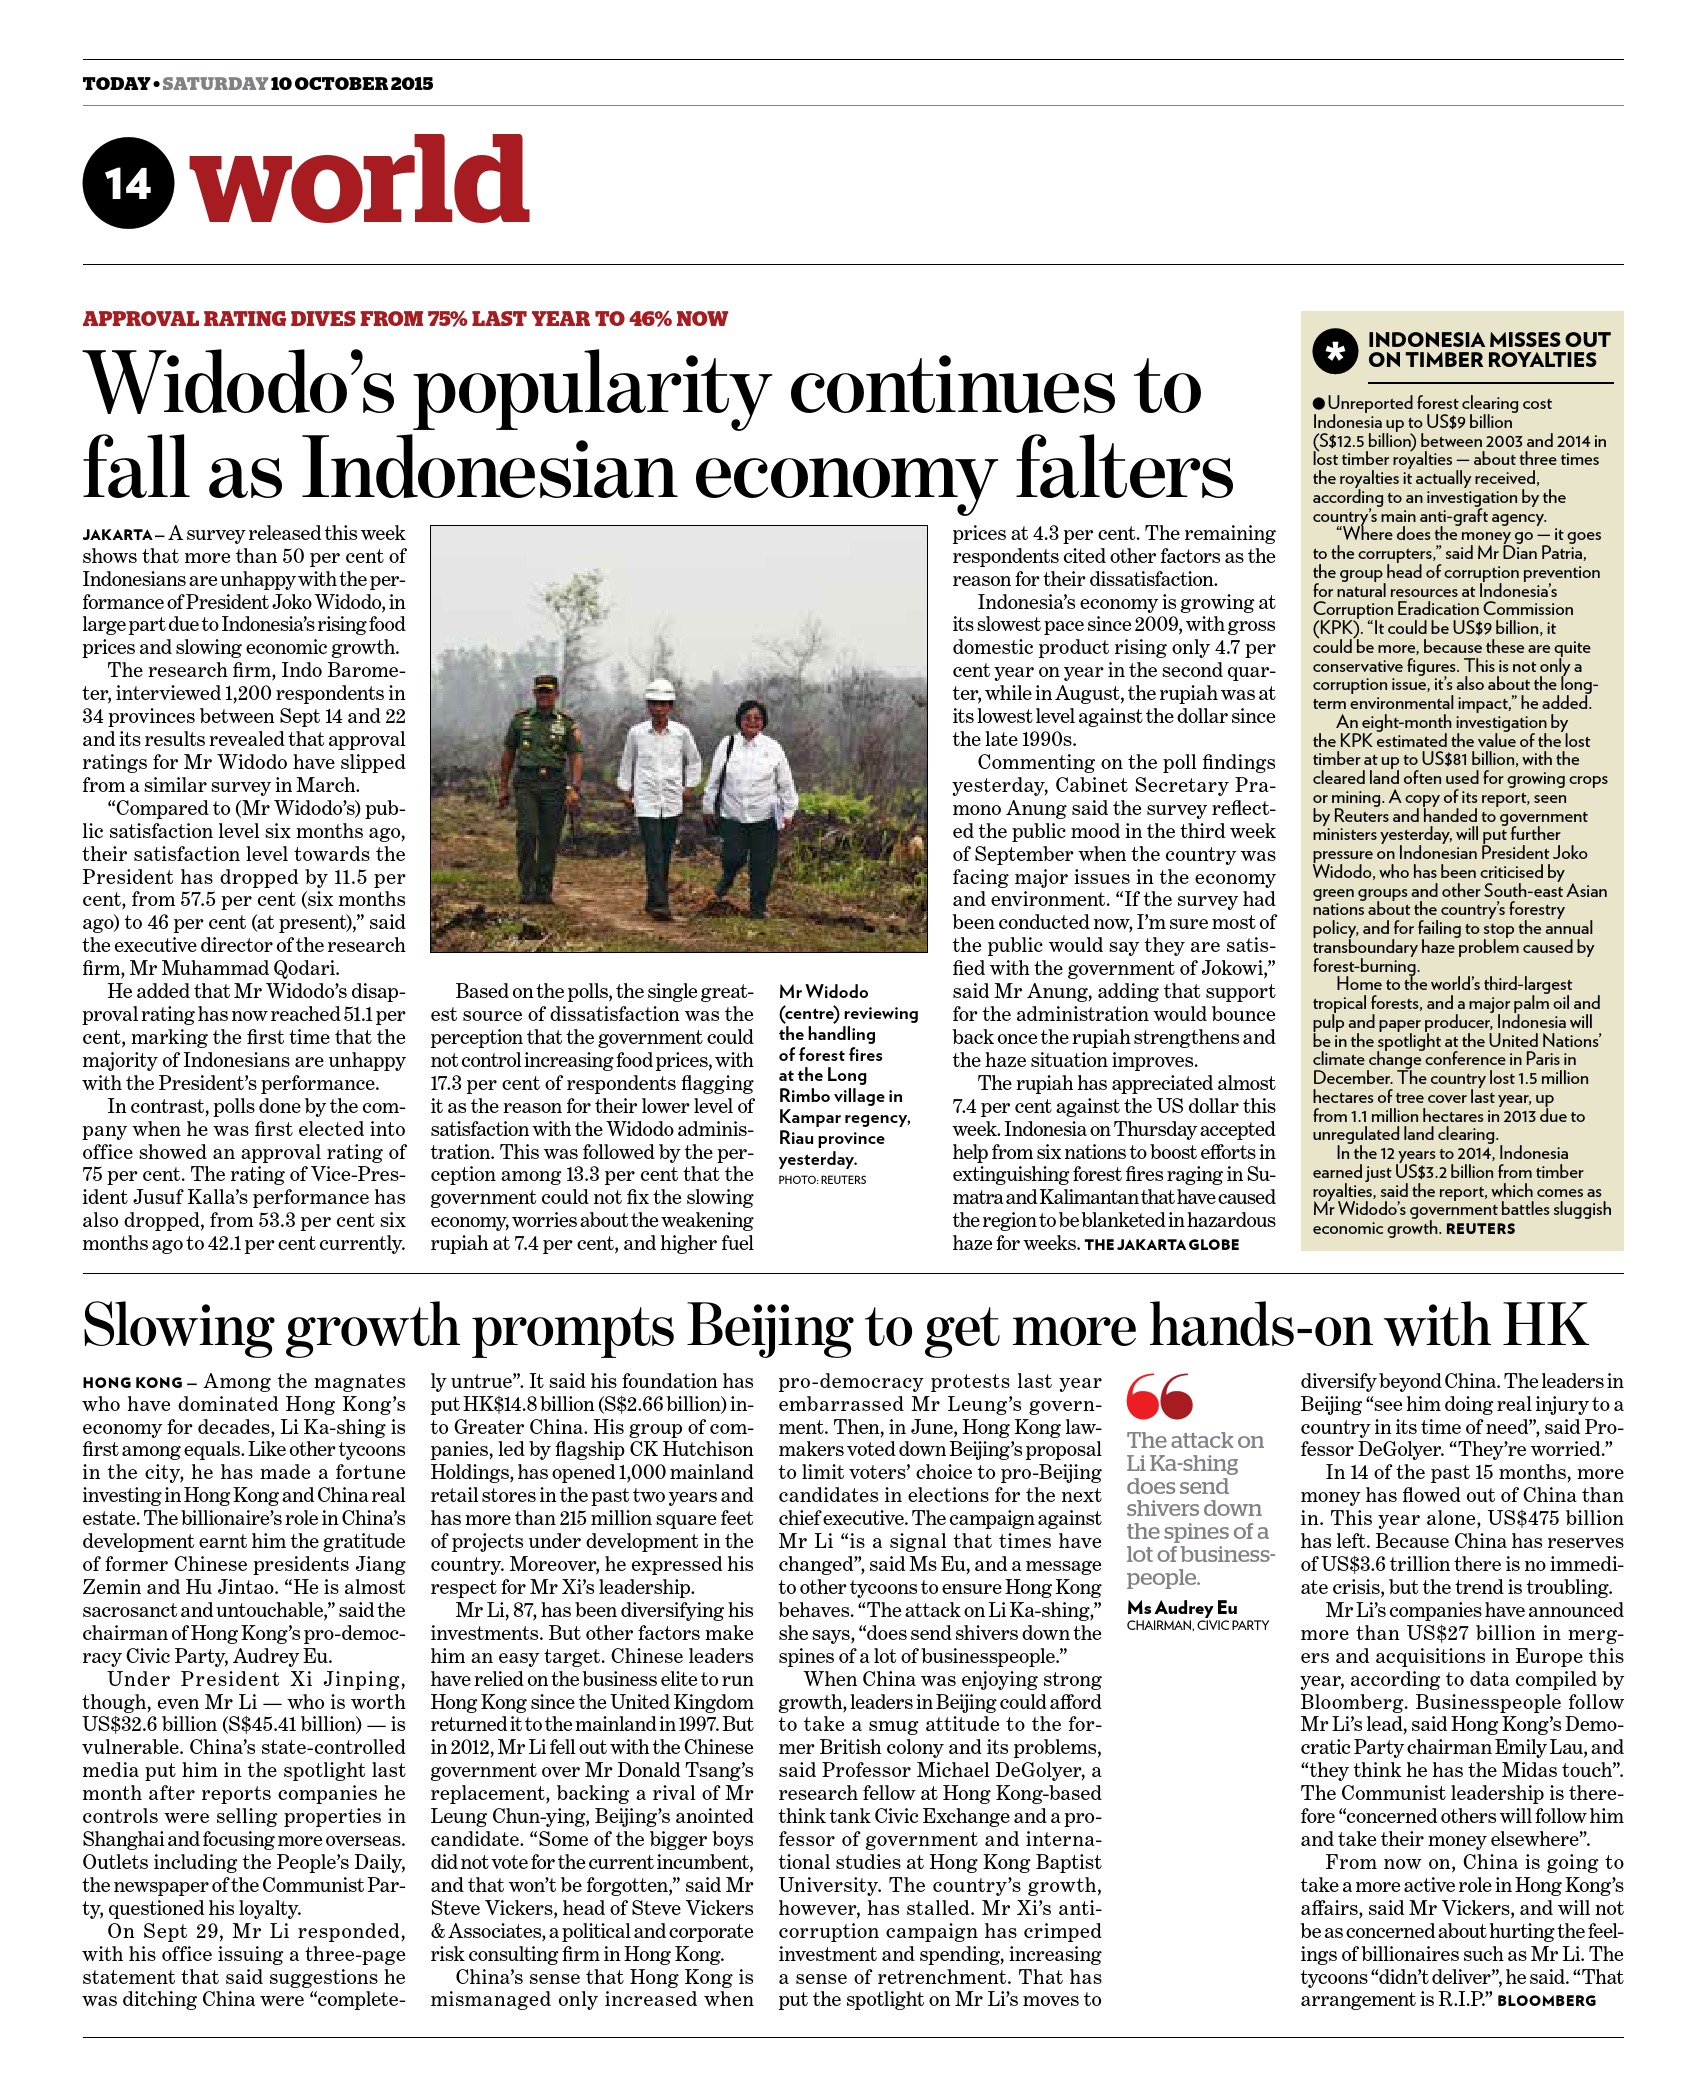 TODAY • SATURDAY 10 OCTOBER 2015
14 world
APPROVAL RATING DIVES FROM 75% LAST YEAR TO 46% NOW
Widodo’s popularity continues to
fall as Indonesian economy falters
JAKARTA — A survey released this week
shows that more than 50 per cent of
Indonesians are unhappy with the per-
formance of President Joko Widodo, in
large part due to Indonesia’s rising food
prices and slowing economic growth.
The research firm, Indo Barome-
ter, interviewed 1,200 respondents in
34 provinces between Sept 14 and 22
and its results revealed that approval
ratings for Mr Widodo have slipped
from a similar survey in March.
“Compared to (Mr Widodo’s) pub-
lic satisfaction level six months ago,
their satisfaction level towards the
President has dropped by 11.5 per
cent, from 57.5 per cent (six months
ago) to 46 per cent (at present),” said
the executive director of the research
firm, Mr Muhammad Qodari.
He added that Mr Widodo’s disap-
proval rating has now reached 51.1 per
cent, marking the first time that the
majority of Indonesians are unhappy
with the President’s performance.
In contrast, polls done by the com-
pany when he was first elected into
office showed an approval rating of
75 per cent. The rating of Vice-Pres-
ident Jusuf Kalla’s performance has
also dropped, from 53.3 per cent six
months ago to 42.1 per cent currently.
Based on the polls, the single great-
est source of dissatisfaction was the
perception that the government could
not control increasing food prices, with
17.3 per cent of respondents flagging
it as the reason for their lower level of
satisfaction with the Widodo adminis-
tration. This was followed by the per-
ception among 13.3 per cent that the
government could not fix the slowing
economy, worries about the weakening
rupiah at 7.4 per cent, and higher fuel
Mr Widodo
(centre) reviewing
the handling
of forest fires
at the Long
Rimbo village in
Kampar regency,
Riau province
yesterday.
PHOTO: REUTERS
prices at 4.3 per cent. The remaining
respondents cited other factors as the
reason for their dissatisfaction.
Indonesia’s economy is growing at
its slowest pace since 2009, with gross
domestic product rising only 4.7 per
cent year on year in the second quar-
ter, while in August, the rupiah was at
its lowest level against the dollar since
the late 1990s.
Commenting on the poll findings
yesterday, Cabinet Secretary Pra-
mono Anung said the survey reflect-
ed the public mood in the third week
of September when the country was
facing major issues in the economy
and environment. “If the survey had
been conducted now, I’m sure most of
the public would say they are satis-
fied with the government of Jokowi,”
said Mr Anung, adding that support
for the administration would bounce
back once the rupiah strengthens and
the haze situation improves.
The rupiah has appreciated almost
7.4 per cent against the US dollar this
week. Indonesia on Thursday accepted
help from six nations to boost efforts in
extinguishing forest fires raging in Su-
matra and Kalimantan that have caused
the region to be blanketed in hazardous
haze for weeks. THE JAKARTA GLOBE
* INDONESIA MISSES OUT
ON TIMBER ROYALTIES
● Unreported forest clearing cost
Indonesia up to US$9 billion
(S$12.5 billion) between 2003 and 2014 in
lost timber royalties — about three times
the royalties it actually received,
according to an investigation by the
country’s main anti-graft agency.
“Where does the money go — it goes
to the corrupters,” said Mr Dian Patria,
the group head of corruption prevention
for natural resources at Indonesia’s
Corruption Eradication Commission
(KPK). “It could be US$9 billion, it
could be more, because these are quite
conservative figures. This is not only a
corruption issue, it’s also about the long-
term environmental impact,” he added.
An eight-month investigation by
the KPK estimated the value of the lost
timber at up to US$81 billion, with the
cleared land often used for growing crops
or mining. A copy of its report, seen
by Reuters and handed to government
ministers yesterday, will put further
pressure on Indonesian President Joko
Widodo, who has been criticised by
green groups and other South-east Asian
nations about the country’s forestry
policy, and for failing to stop the annual
transboundary haze problem caused by
forest-burning.
Home to the world’s third-largest
tropical forests, and a major palm oil and
pulp and paper producer, Indonesia will
be in the spotlight at the United Nations’
climate change conference in Paris in
December. The country lost 1.5 million
hectares of tree cover last year, up
from 1.1 million hectares in 2013 due to
unregulated land clearing.
In the 12 years to 2014, Indonesia
earned just US$3.2 billion from timber
royalties, said the report, which comes as
Mr Widodo’s government battles sluggish
economic growth. REUTERS
Slowing growth prompts Beijing to get more hands-on with HK
HONG KONG — Among the magnates
who have dominated Hong Kong’s
economy for decades, Li Ka-shing is
first among equals. Like other tycoons
in the city, he has made a fortune
investing in Hong Kong and China real
estate. The billionaire’s role in China’s
development earnt him the gratitude
of former Chinese presidents Jiang
Zemin and Hu Jintao. “He is almost
sacrosanct and untouchable,” said the
chairman of Hong Kong’s pro-democ-
racy Civic Party, Audrey Eu.
Under President Xi Jinping,
though, even Mr Li — who is worth
US$32.6 billion (S$45.41 billion) — is
vulnerable. China’s state-controlled
media put him in the spotlight last
month after reports companies he
controls were selling properties in
Shanghai and focusing more overseas.
Outlets including the People’s Daily,
the newspaper of the Communist Par-
ty, questioned his loyalty.
On Sept 29, Mr Li responded,
with his office issuing a three-page
statement that said suggestions he
was ditching China were “complete-
ly untrue”. It said his foundation has
put HK$14.8 billion (S$2.66 billion) in-
to Greater China. His group of com-
panies, led by flagship CK Hutchison
Holdings, has opened 1,000 mainland
retail stores in the past two years and
has more than 215 million square feet
of projects under development in the
country. Moreover, he expressed his
respect for Mr Xi’s leadership.
Mr Li, 87, has been diversifying his
investments. But other factors make
him an easy target. Chinese leaders
have relied on the business elite to run
Hong Kong since the United Kingdom
returned it to the mainland in 1997. But
in 2012, Mr Li fell out with the Chinese
government over Mr Donald Tsang’s
replacement, backing a rival of Mr
Leung Chun-ying, Beijing’s anointed
candidate. “Some of the bigger boys
did not vote for the current incumbent,
and that won’t be forgotten,” said Mr
Steve Vickers, head of Steve Vickers
& Associates, a political and corporate
risk consulting firm in Hong Kong.
China’s sense that Hong Kong is
mismanaged only increased when
pro-democracy protests last year
embarrassed Mr Leung’s govern-
ment. Then, in June, Hong Kong law-
makers voted down Beijing’s proposal
to limit voters’ choice to pro-Beijing
candidates in elections for the next
chief executive. The campaign against
Mr Li “is a signal that times have
changed”, said Ms Eu, and a message
to other tycoons to ensure Hong Kong
behaves. “The attack on Li Ka-shing,”
she says, “does send shivers down the
spines of a lot of businesspeople.”
When China was enjoying strong
growth, leaders in Beijing could afford
to take a smug attitude to the for-
mer British colony and its problems,
said Professor Michael DeGolyer, a
research fellow at Hong Kong-based
think tank Civic Exchange and a pro-
fessor of government and interna-
tional studies at Hong Kong Baptist
University. The country’s growth,
however, has stalled. Mr Xi’s anti-
corruption campaign has crimped
investment and spending, increasing
a sense of retrenchment. That has
put the spotlight on Mr Li’s moves to
“
The attack on
Li Ka-shing
does send
shivers down
the spines of a
lot of business-
people.
Ms Audrey Eu
CHAIRMAN, CIVIC PARTY
diversify beyond China. The leaders in
Beijing “see him doing real injury to a
country in its time of need”, said Pro-
fessor DeGolyer. “They’re worried.”
In 14 of the past 15 months, more
money has flowed out of China than
in. This year alone, US$475 billion
has left. Because China has reserves
of US$3.6 trillion there is no immedi-
ate crisis, but the trend is troubling.
Mr Li’s companies have announced
more than US$27 billion in merg-
ers and acquisitions in Europe this
year, according to data compiled by
Bloomberg. Businesspeople follow
Mr Li’s lead, said Hong Kong’s Demo-
cratic Party chairman Emily Lau, and
“they think he has the Midas touch”.
The Communist leadership is there-
fore “concerned others will follow him
and take their money elsewhere”.
From now on, China is going to
take a more active role in Hong Kong’s
affairs, said Mr Vickers, and will not
be as concerned about hurting the feel-
ings of billionaires such as Mr Li. The
tycoons “didn’t deliver”, he said. “That
arrangement is R.I.P.” BLOOMBERG